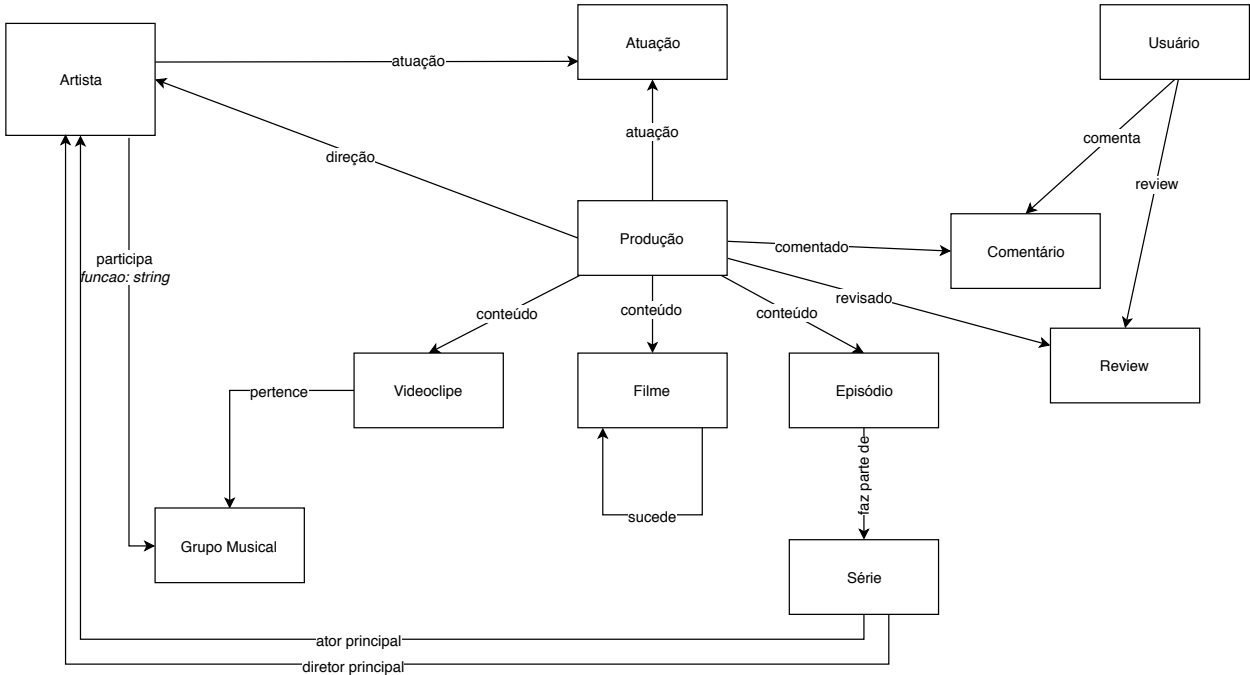 Atuação
Usuário
Artista
atuação
atuação
comenta
direção
review
Produção
comentado
Comentário
participa
funcao: string
revisado
conteúdo
conteúdo
conteúdo
Review
pertence
Videoclipe
Filme
Episódio
faz parte de
sucede
Grupo Musical
Série
ator principal
diretor principal